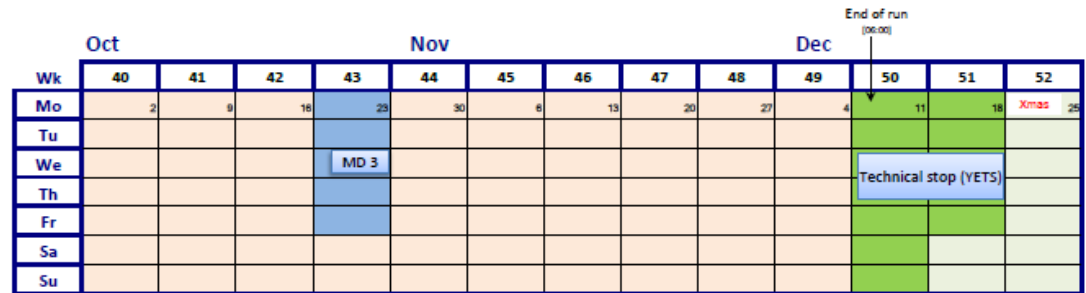 End of run
[06:00]
Oct Nov Dec
Wk 40 41 42 43 44 45 46 47 48 49 50 51 52
Mo 2 9 16 23 30 6 13 20 27 4 11 18 Xmas 25
Tu
We MD 3
Technical stop (YETS)
Th
Fr
Sa
Su